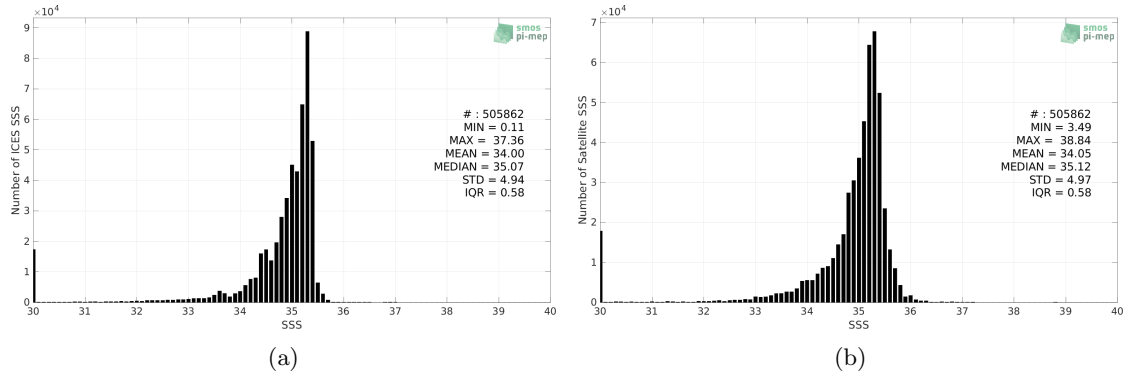 ×10⁴
9
8
7
6
5
4
3
2
1
0
30 31 32 33 34 35 36 37 38 39 40
SSS
Number of ICES SSS
smos
pi-mep
# : 505862
MIN = 0.11
MAX = 37.36
MEAN = 34.00
MEDIAN = 35.07
STD = 4.94
IQR = 0.58
(a)
×10⁴
7
6
5
4
3
2
1
0
30 31 32 33 34 35 36 37 38 39 40
SSS
Number of Satellite SSS
smos
pi-mep
# : 505862
MIN = 3.49
MAX = 38.84
MEAN = 34.05
MEDIAN = 35.12
STD = 4.97
IQR = 0.58
(b)